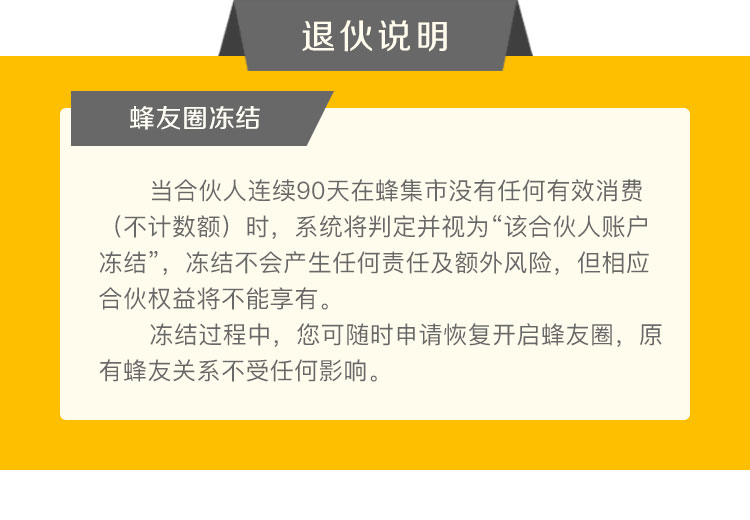 退伙说明
蜂友圈冻结
当合伙人连续90天在蜂集市没有任何有效消费
（不计数额）时，系统将判定并视为“该合伙人账户
冻结”，冻结不会产生任何责任及额外风险，但相应
合伙权益将不能享有。
冻结过程中，您可随时申请恢复开启蜂友圈，原
有蜂友关系不受任何影响。